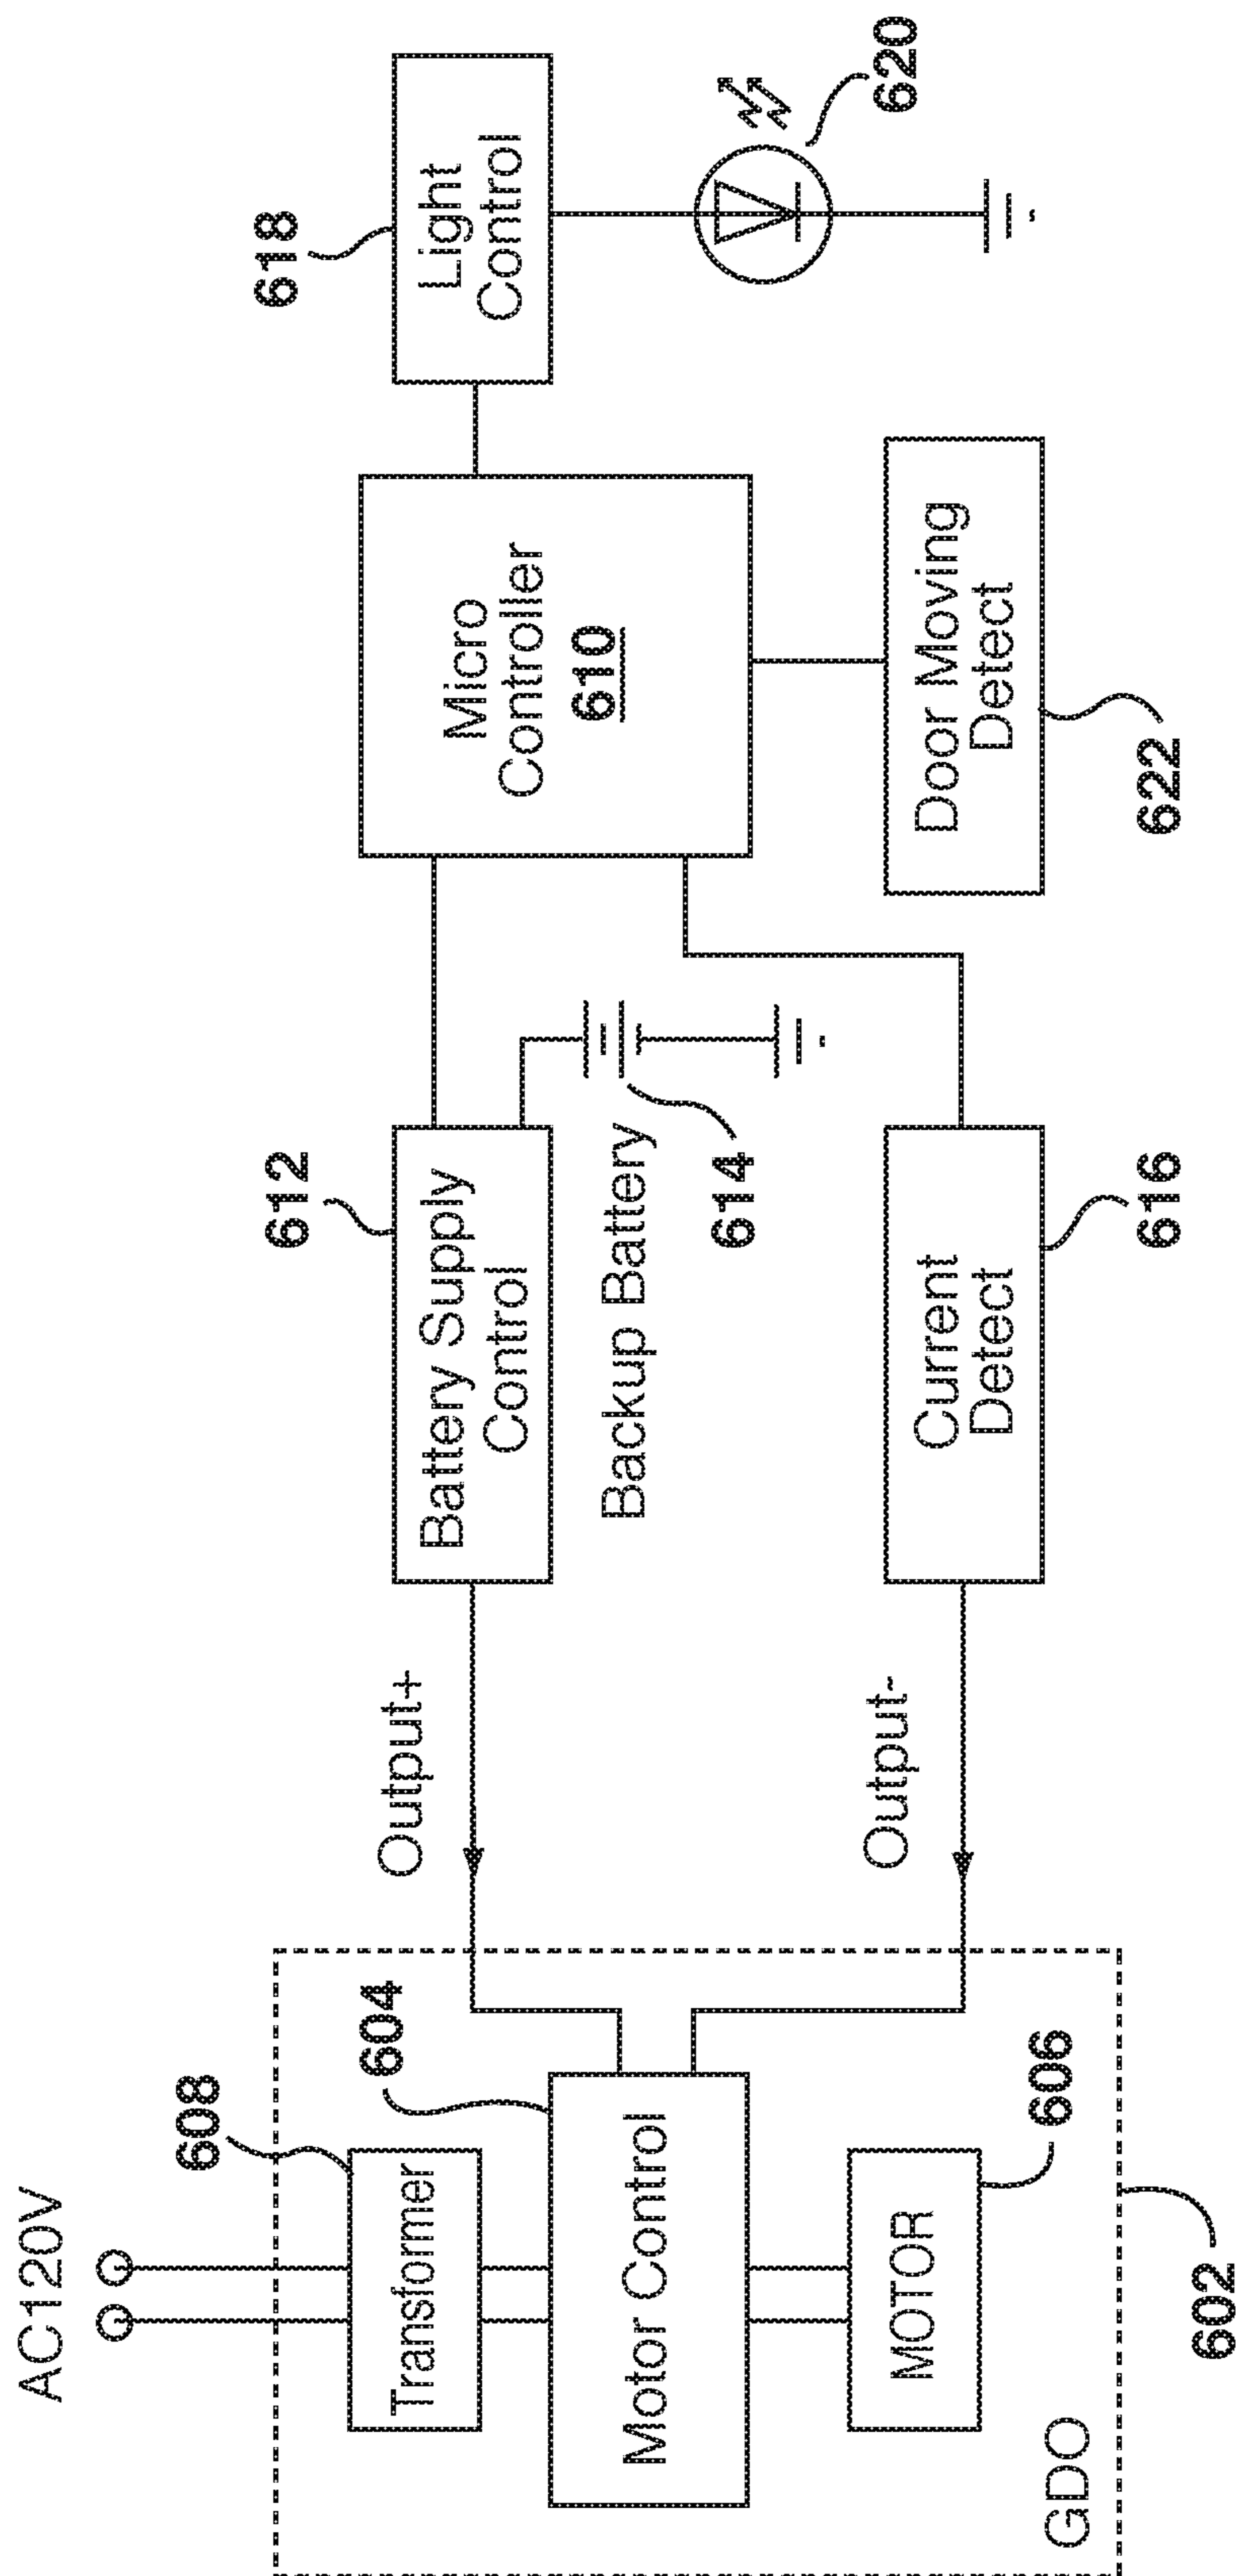 AC120V
608
Transformer
604
Motor Control
MOTOR
606
GDO
602
Output+
Output-
612
Battery Supply
Control
Backup Battery
614
Current
Detect
616
Micro
Controller
610
Door Moving
Detect
622
618
Light
Control
620